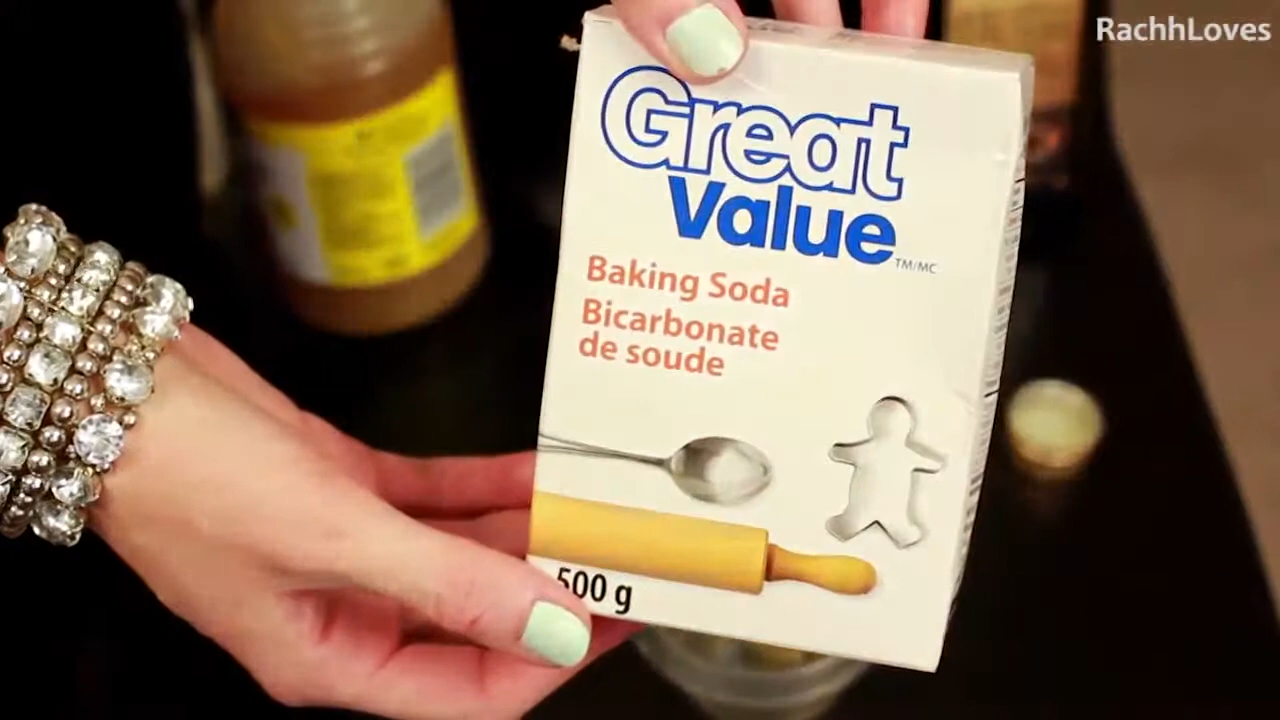 RachhLoves
Great
Value
TM/MC
Baking Soda
Bicarbonate
de soude
500 g